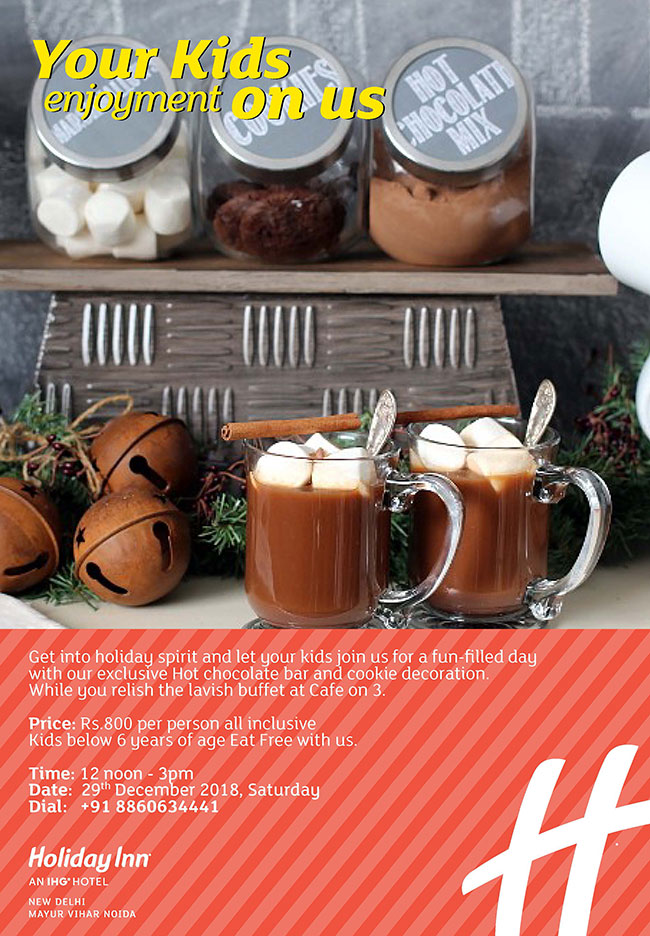 Your Kids
enjoyment on us
COOKIES
HOT
CHOCOLATE
MIX
Get into holiday spirit and let your kids join us for a fun-filled day
with our exclusive Hot chocolate bar and cookie decoration.
While you relish the lavish buffet at Cafe on 3.
Price: Rs.800 per person all inclusive
Kids below 6 years of age Eat Free with us.
Time: 12 noon - 3pm
Date: 29th December 2018, Saturday
Dial: +91 8860634441
Holiday Inn
AN IHG® HOTEL
NEW DELHI
MAYUR VIHAR NOIDA
H